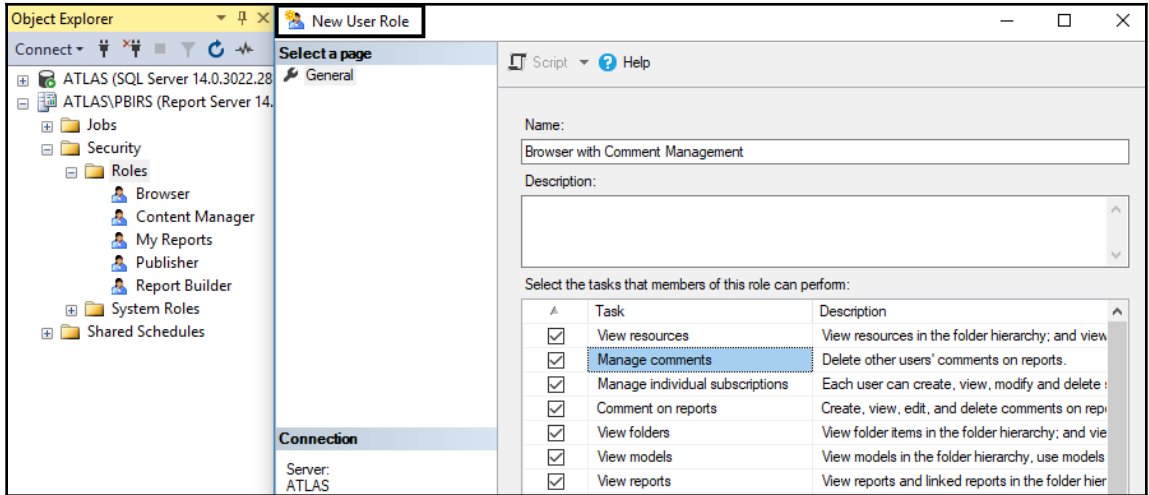 Object Explorer
Connect
ATLAS (SQL Server 14.0.3022.28
ATLAS\PBIRS (Report Server 14.
Jobs
Security
Roles
Browser
Content Manager
My Reports
Publisher
Report Builder
System Roles
Shared Schedules
New User Role
Select a page
General
Connection
Server:
ATLAS
Script Help
Name:
Browser with Comment Management
Description:
Select the tasks that members of this role can perform:
Task Description
View resources View resources in the folder hierarchy; and view
Manage comments Delete other users' comments on reports.
Manage individual subscriptions Each user can create, view, modify and delete
Comment on reports Create, view, edit, and delete comments on rep
View folders View folder items in the folder hierarchy; and vie
View models View models in the folder hierarchy, use models
View reports View reports and linked reports in the folder hier